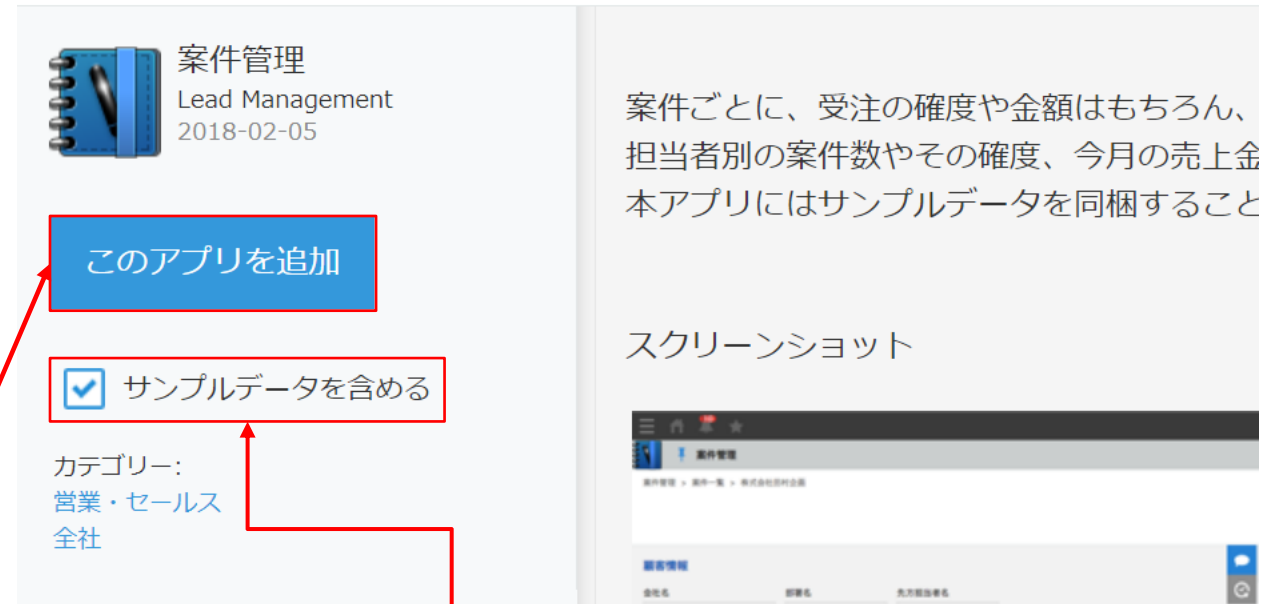 案件管理
Lead Management
2018-02-05
このアプリを追加
サンプルデータを含める
カテゴリー:
営業・セールス
全社
案件ごとに、受注の確度や金額はもちろん、
担当者別の案件数やその確度、今月の売上金
本アプリにはサンプルデータを同梱すること
スクリーンショット
案件管理
顧客情報
会社名 部署名 先方担当者名